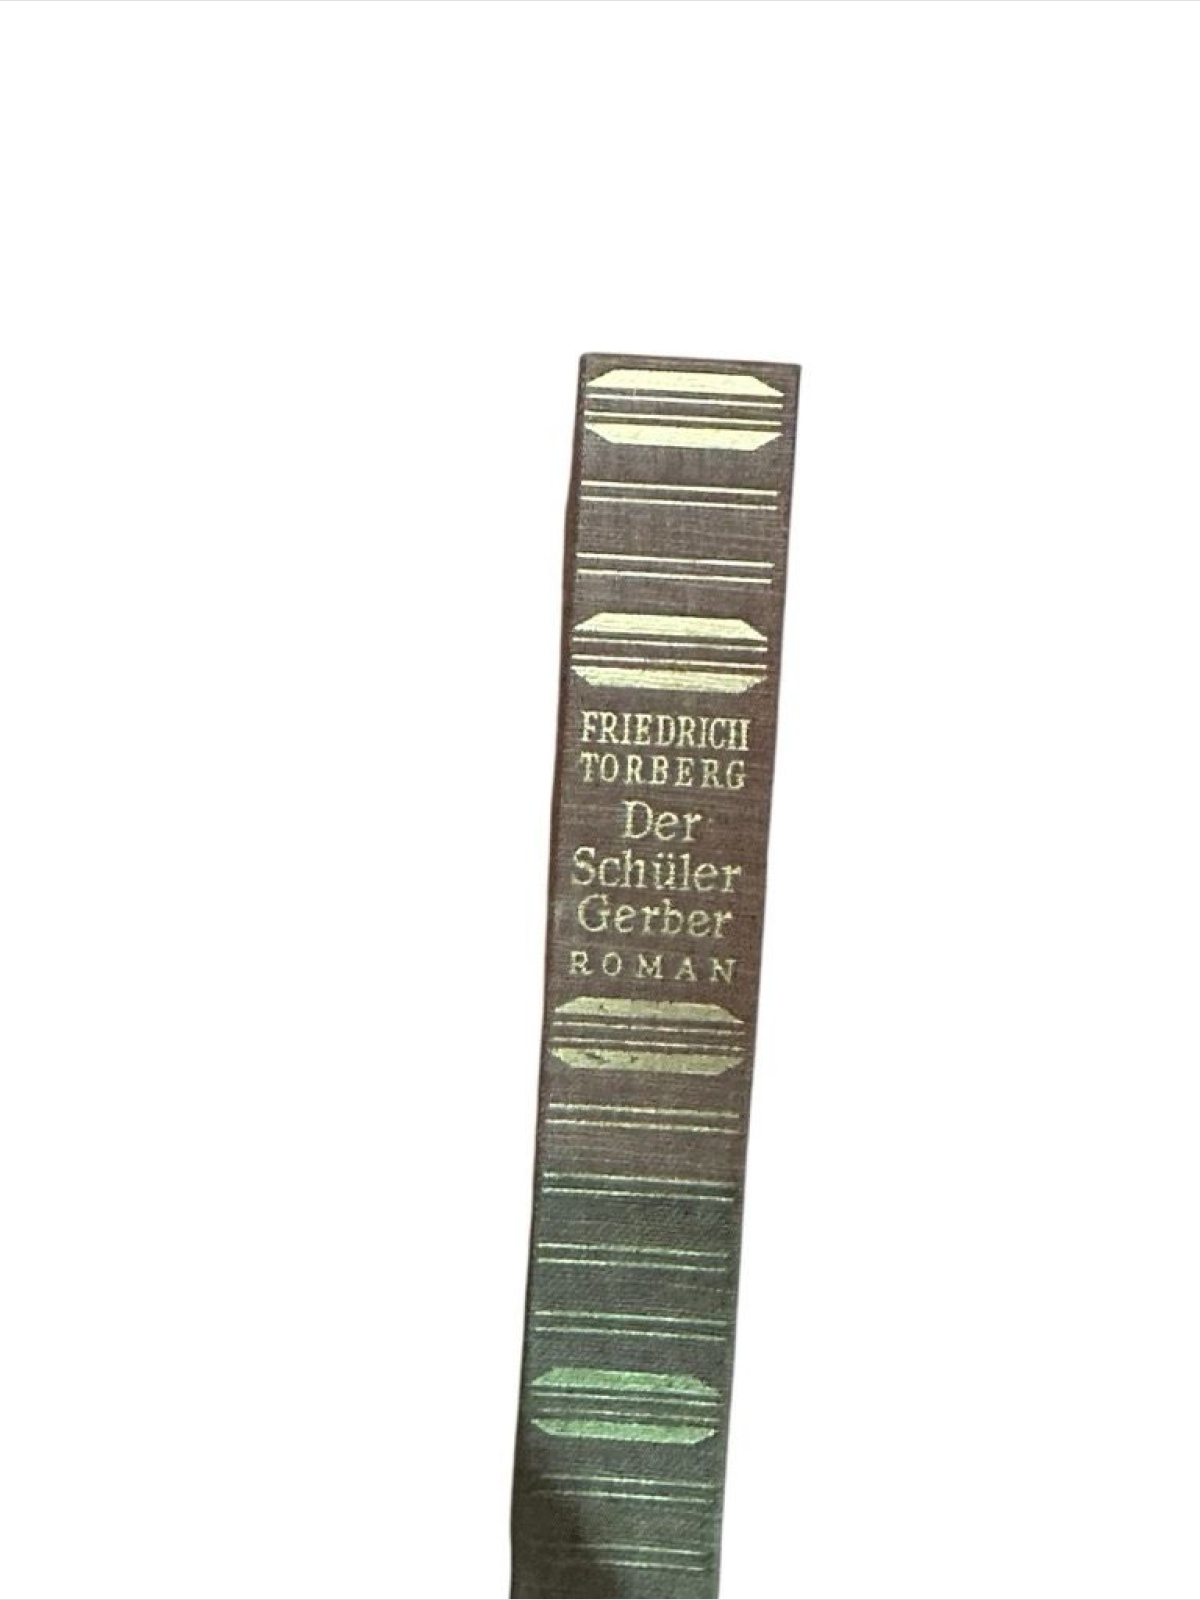 FRIEDRICH
TORBERG
Der
Schüler
Gerber
ROMAN